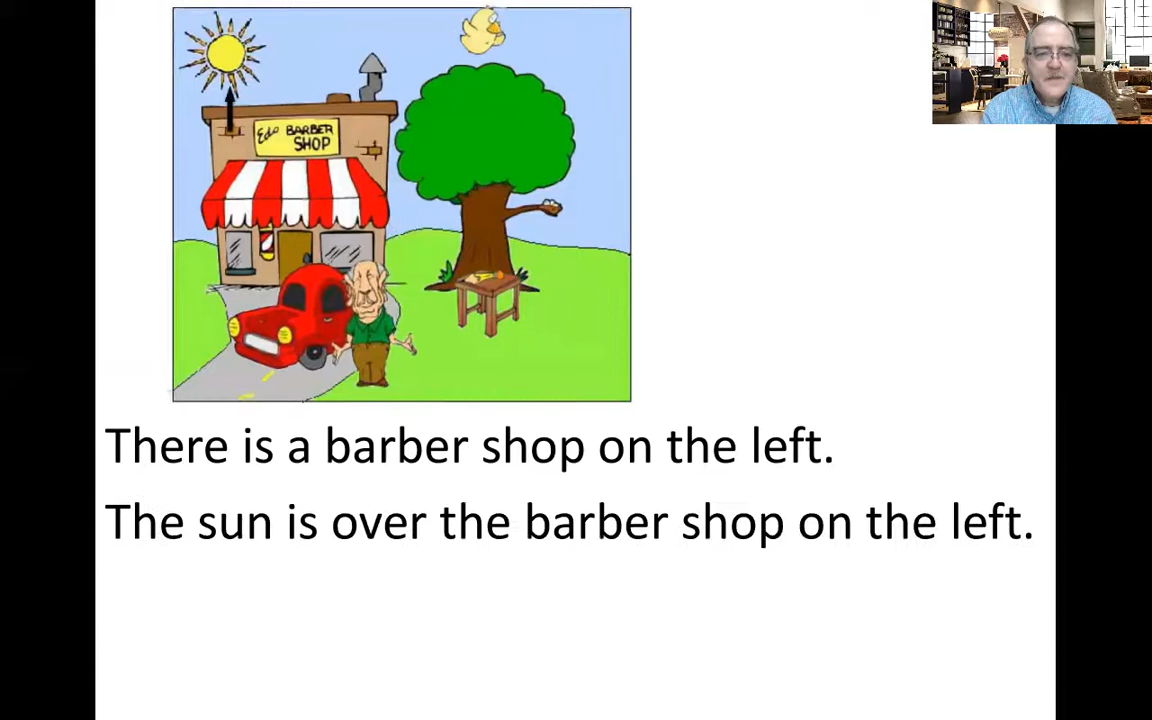 Eds BARBER
SHOP
There is a barber shop on the left.
The sun is over the barber shop on the left.